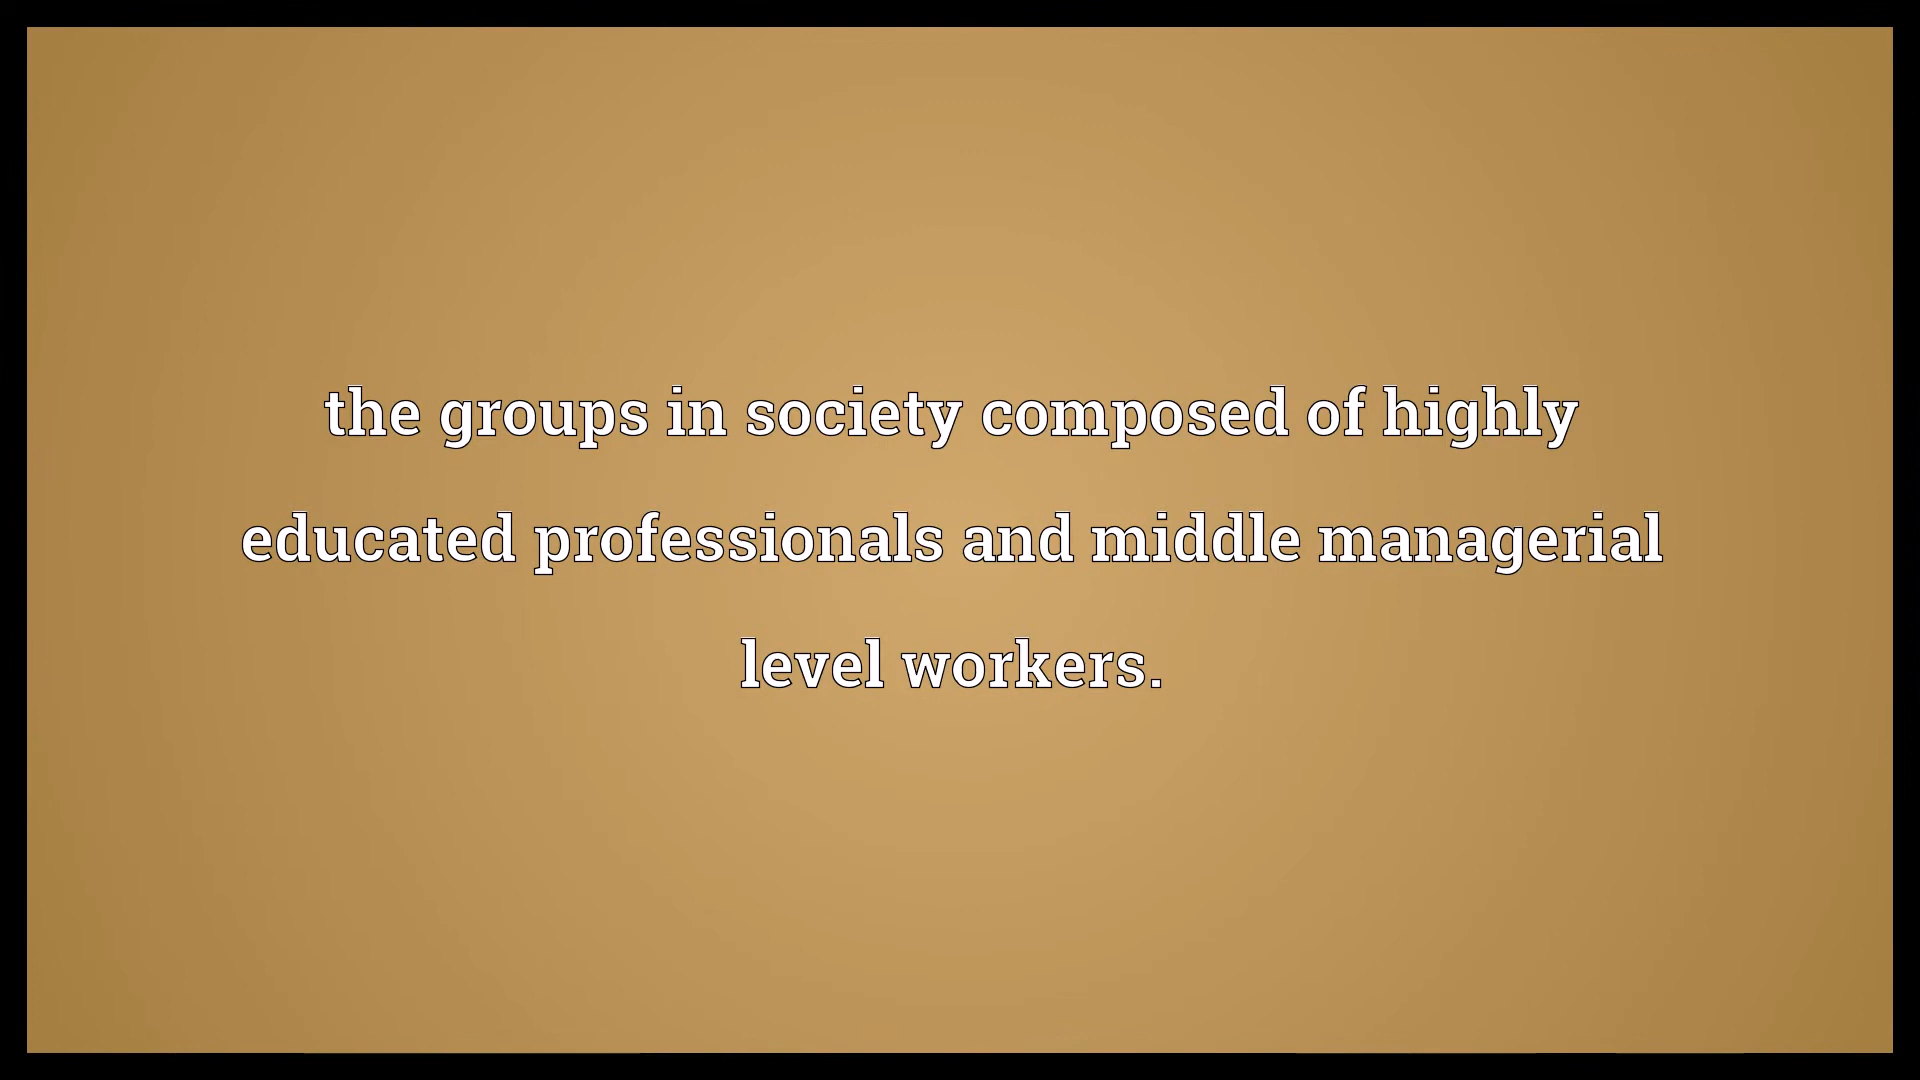 the groups in society composed of highly
educated professionals and middle managerial
level workers.